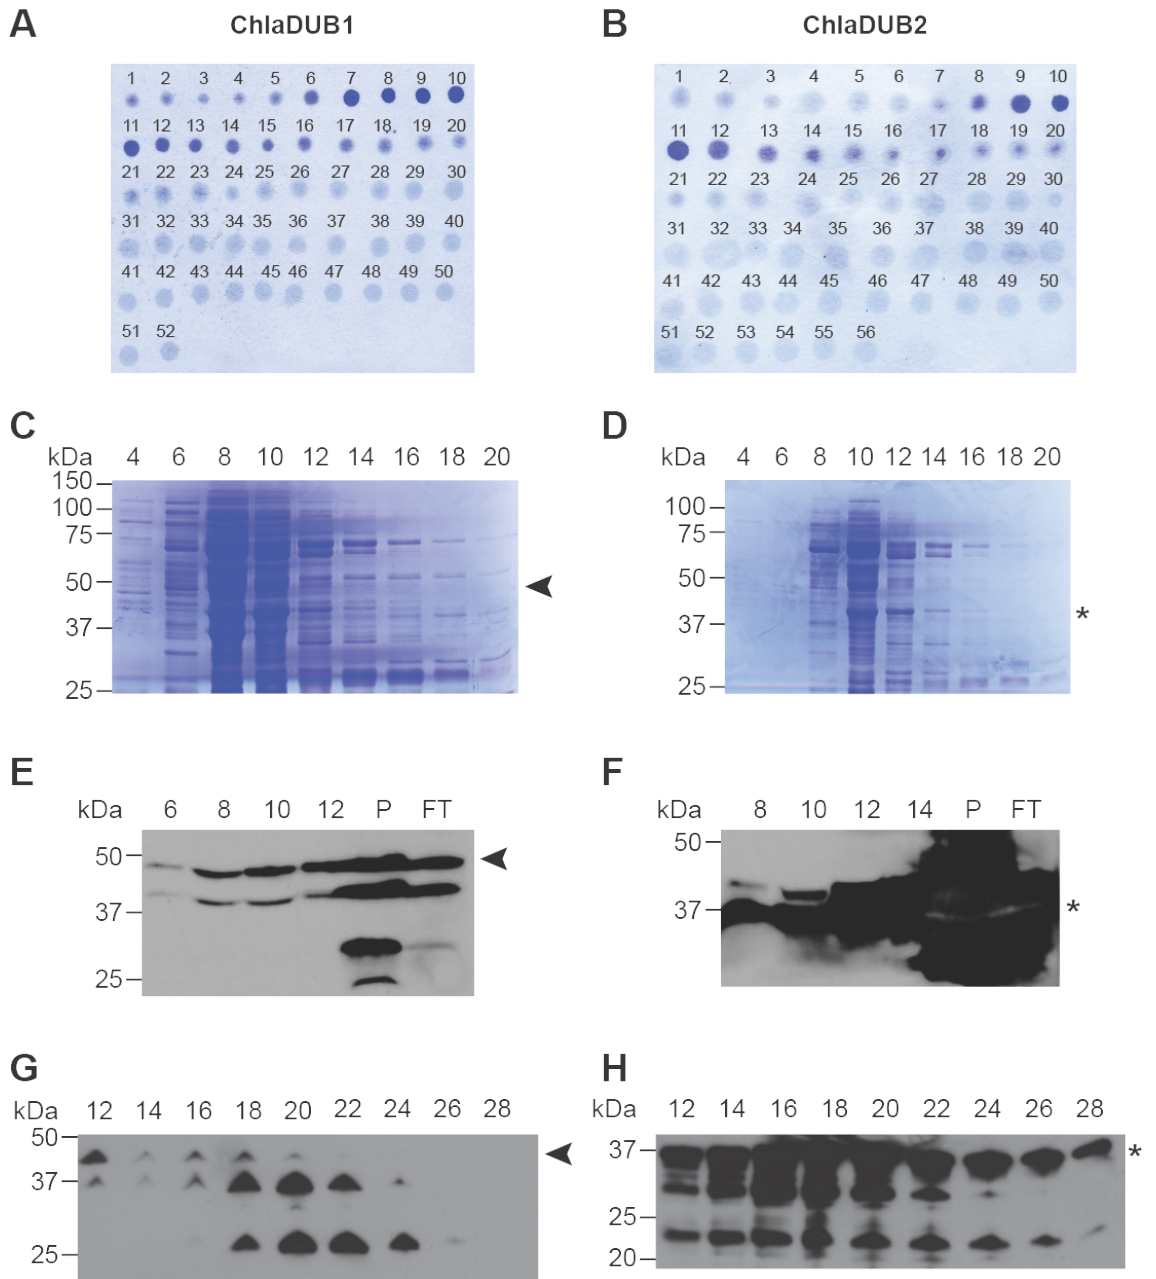 A ChlaDUB1
1 2 3 4 5 6 7 8 9 10
11 12 13 14 15 16 17 18 19 20
21 22 23 24 25 26 27 28 29 30
31 32 33 34 35 36 37 38 39 40
41 42 43 44 45 46 47 48 49 50
51 52
B ChlaDUB2
1 2 3 4 5 6 7 8 9 10
11 12 13 14 15 16 17 18 19 20
21 22 23 24 25 26 27 28 29 30
31 32 33 34 35 36 37 38 39 40
41 42 43 44 45 46 47 48 49 50
51 52 53 54 55 56
C
kDa 4 6 8 10 12 14 16 18 20
150
100
75
50
37
25
D
kDa 4 6 8 10 12 14 16 18 20
100
75
50
*
37
25
E
kDa 6 8 10 12 P FT
50
37
25
F
kDa 8 10 12 14 P FT
50
37 *
G
kDa 12 14 16 18 20 22 24 26 28
50
37
25
H
kDa 12 14 16 18 20 22 24 26 28
37 *
25
20